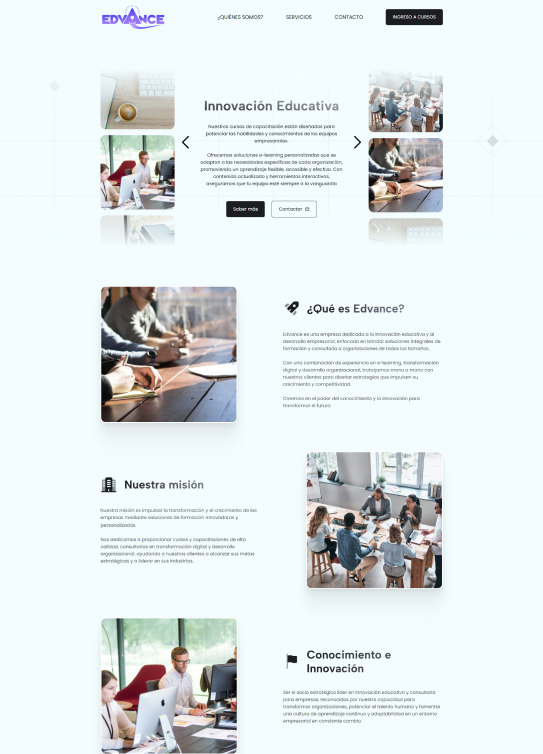 EDVANCE
¿QUIÉNES SOMOS?
SERVICIOS
CONTACTO
INGRESO A CURSOS
Innovación Educativa
Nuestros cursos de capacitación están diseñados para
potenciar las habilidades y conocimientos de los equipos
empresariales.
Ofrecemos soluciones e-learning personalizadas que se
adaptan a las necesidades específicas de cada organización,
promoviendo un aprendizaje flexible, accesible y efectivo. Con
contenido actualizado y herramientas interactivas,
aseguramos que tu equipo esté siempre a la vanguardia.
Saber más
Contactar
¿Qué es Edvance?
Edvance es una empresa dedicada a la innovación educativa y al
desarrollo empresarial, enfocada en brindar soluciones integrales de
formación y consultoría a organizaciones de todos los tamaños.
Con una combinación de experiencia en e-learning, transformación
digital y desarrollo organizacional, trabajamos mano a mano con
nuestros clientes para diseñar estrategias que impulsen su
crecimiento y competitividad.
Creemos en el poder del conocimiento y la innovación para
transformar el futuro.
Nuestra misión
Nuestra misión es impulsar la transformación y el crecimiento de las
empresas mediante soluciones de formación innovadoras y
personalizadas.
Nos dedicamos a proporcionar cursos y capacitaciones de alta
calidad, consultorías en transformación digital y desarrollo
organizacional, ayudando a nuestros clientes a alcanzar sus metas
estratégicas y a liderar en sus industrias.
Conocimiento e
Innovación
Ser el socio estratégico líder en innovación educativa y consultoría
para empresas, reconocidos por nuestra capacidad para
transformar organizaciones, potenciar el talento humano y fomentar
una cultura de aprendizaje continuo y adaptabilidad en un entorno
empresarial en constante cambio.